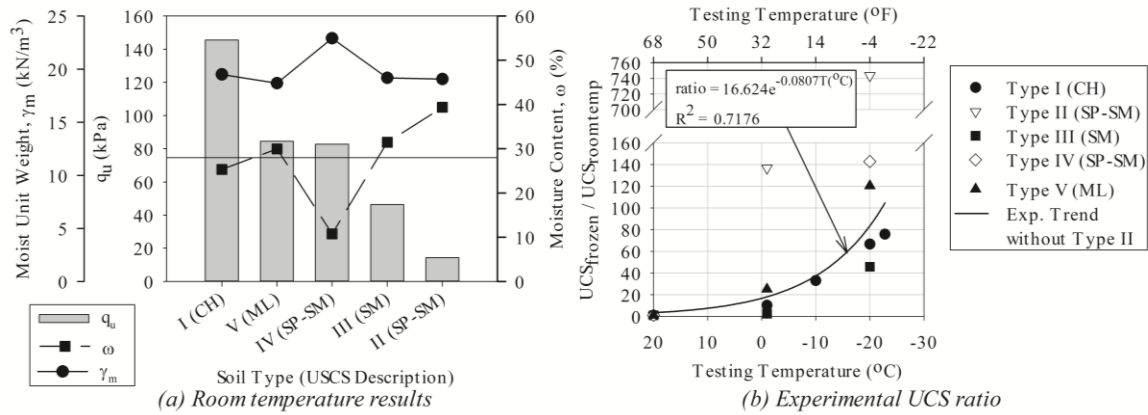 Moist Unit Weight, γm (kN/m³)
25
20
15
10
5
0
qu (kPa)
160
140
120
100
80
60
40
20
0
Moisture Content, ω (%)
60
50
40
30
20
10
0
I (CH)
V (ML)
IV (SP-SM)
III (SM)
II (SP-SM)
Soil Type (USCS Description)
qu
ω
γm
(a) Room temperature results
Testing Temperature (°F)
68 50 32 14 -4 -22
760
740
720
700
160
140
120
100
80
60
40
20
0
UCSfrozen / UCSroomtemp
ratio = 16.624e^-0.0807T(°C)
R² = 0.7176
20 10 0 -10 -20 -30
Testing Temperature (°C)
Type I (CH)
Type II (SP-SM)
Type III (SM)
Type IV (SP-SM)
Type V (ML)
Exp. Trend
without Type II
(b) Experimental UCS ratio